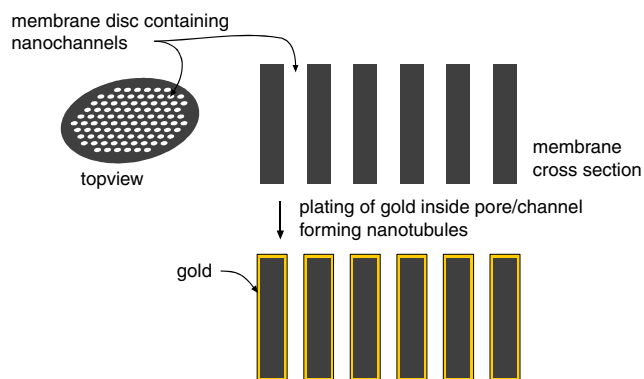 membrane disc containing
nanochannels
topview
membrane
cross section
plating of gold inside pore/channel
forming nanotubules
gold